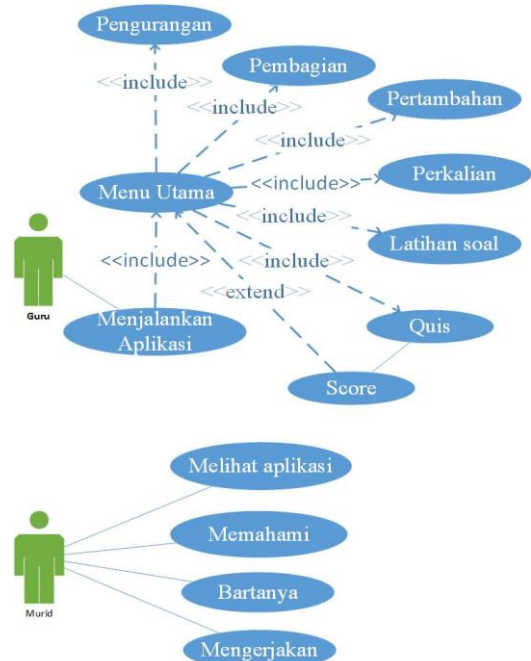 Pengurangan
<<include>>
Pembagian
<<include>>
Pertambahan
<<include>>
Menu Utama
<<include>>
Perkalian
<<include>>
Latihan soal
<<include>>
<<include>>
<<extend>>
Guru
Menjalankan
Aplikasi
Quis
Score
Melihat aplikasi
Memahami
Bartanya
Murid
Mengerjakan